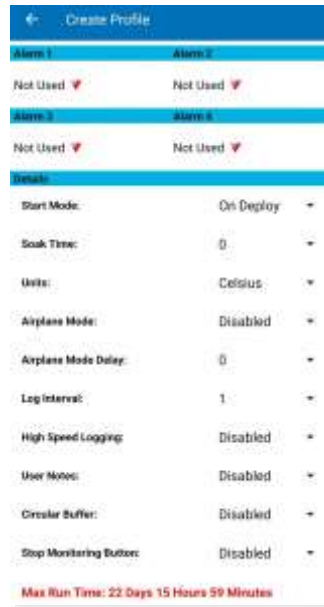 Create Profile
Alarm 1 Alarm 2
Not Used Not Used
Alarm 3 Alarm 4
Not Used Not Used
Details
Start Mode: On Deploy
Soak Time: 0
Units: Celsius
Airplane Mode: Disabled
Airplane Mode Delay: 0
Log Interval: 1
High Speed Logging: Disabled
User Notes: Disabled
Circular Buffer: Disabled
Stop Monitoring Button: Disabled
Max Run Time: 22 Days 15 Hours 59 Minutes